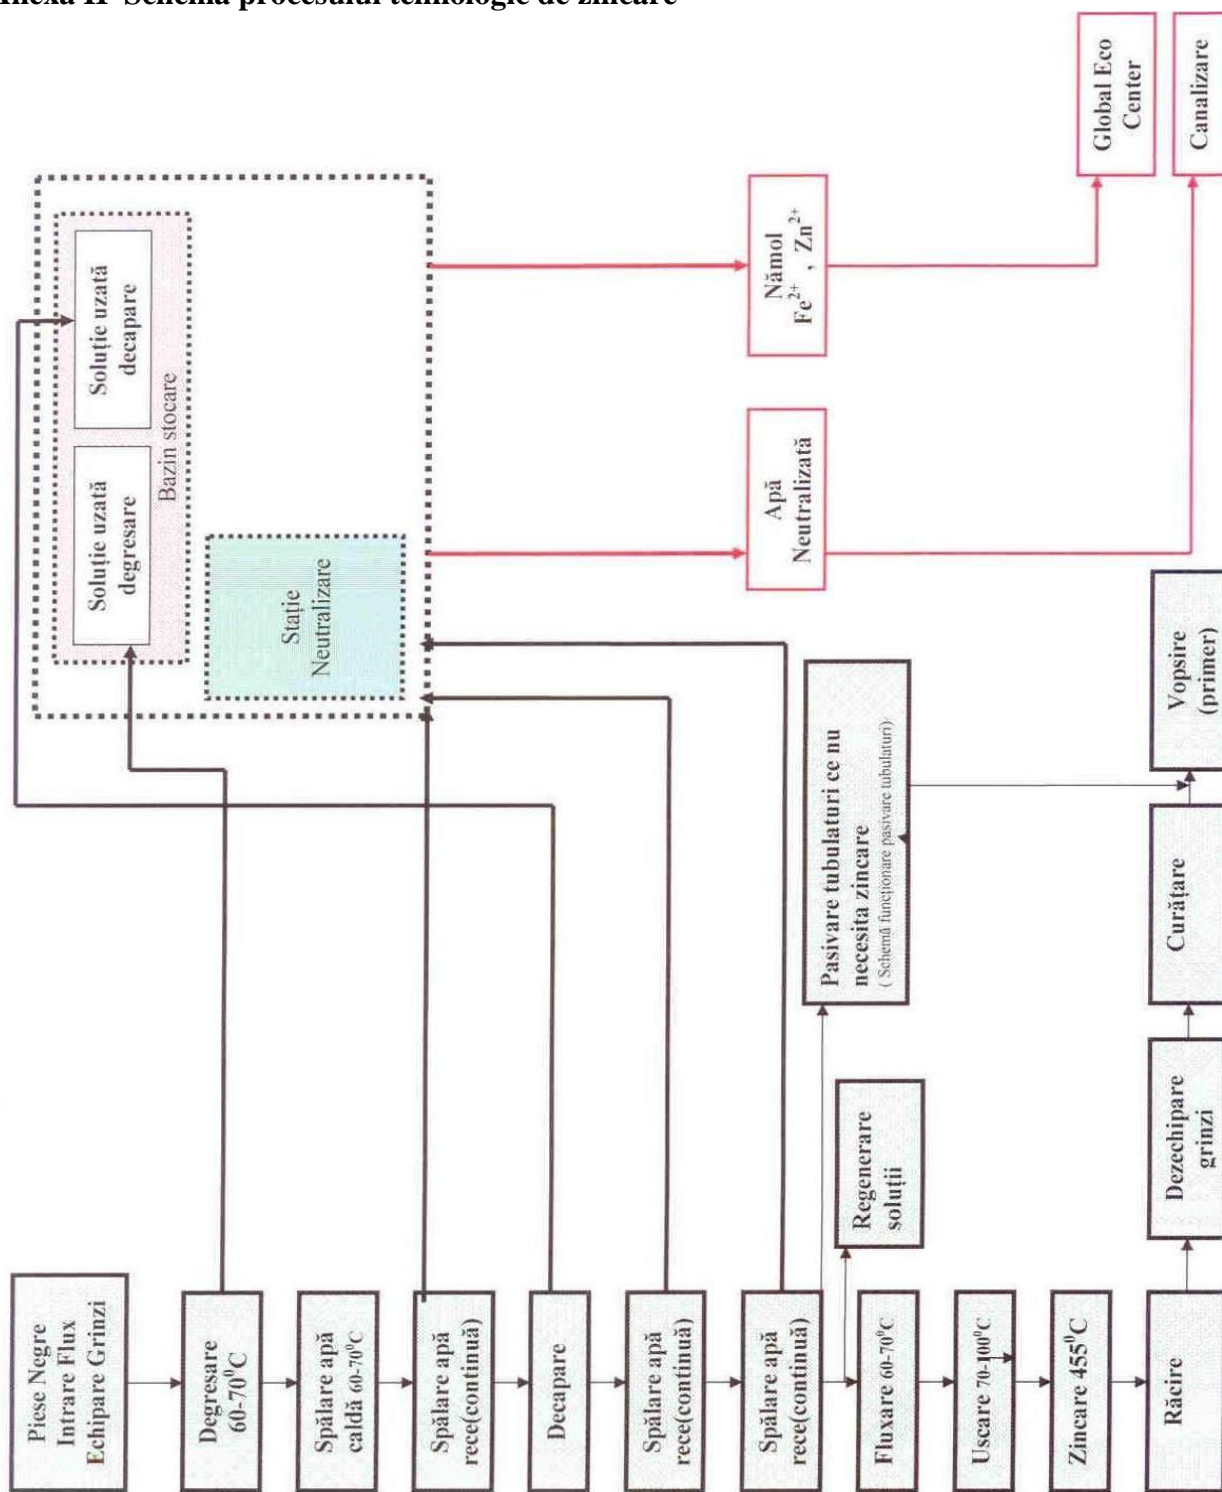 Anexa II Schema procesului tehnologic de zincare
Piese Negre
Intrare Flux
Echipare Grinzi
Degresare
60-70⁰C
Spălare apă
caldă 60-70⁰C
Spălare apă
rece(continuă)
Decapare
Spălare apă
rece(continuă)
Spălare apă
rece(continuă)
Fluxare 60-70⁰C
Uscare 70-100⁰C
Zincare 455⁰C
Răcire
Regenerare
soluții
Dezechipare
grinzi
Curățare
Vopsire
(primer)
Pasivare tubulaturi ce nu
necesita zincare
( Schemă funcționare pasivare tubulaturi)
Soluție uzată
degresare
Soluție uzată
decapare
Bazin stocare
Stație
Neutralizare
Apă
Neutralizată
Nămol
Fe²⁺ , Zn²⁺
Global Eco
Center
Canalizare